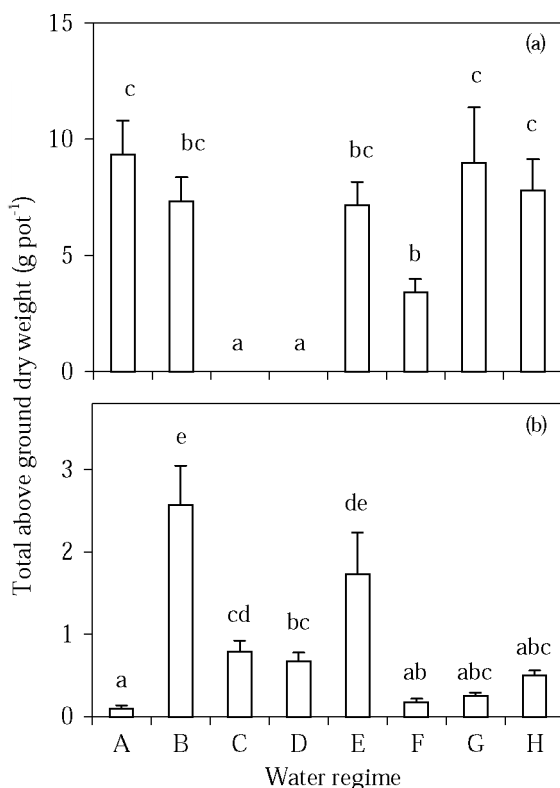 Total above ground dry weight (g pot-1)
15
10
5
0
(a)
c
bc
a
a
bc
b
c
c
3
2
1
0
(b)
a
e
cd
bc
de
ab
abc
abc
A B C D E F G H
Water regime